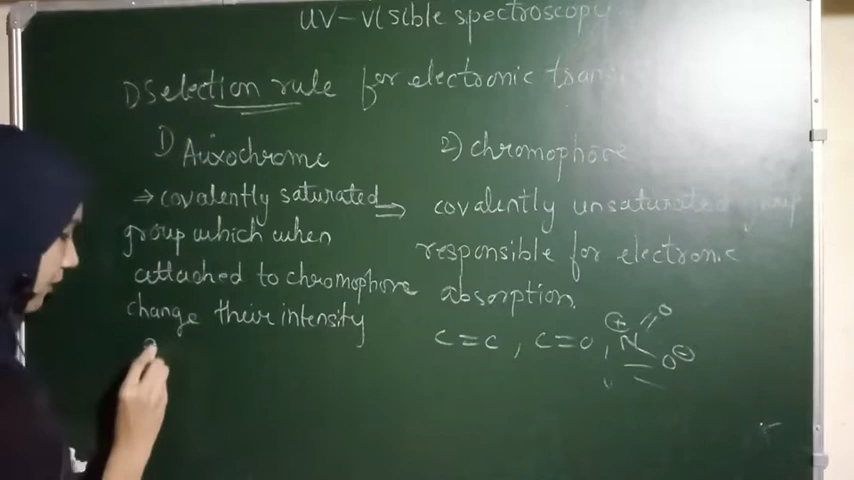 UV-Visible spectroscopy
1) Selection rule for electronic
1) Auxochrome
⇒ covalently saturated
group which when
attached to chromophore
change their intensity
2) chromophore
⇒ covalently unsaturated group
responsible for electronic
absorption
C=C, C=O, N⊕ =O O⊖